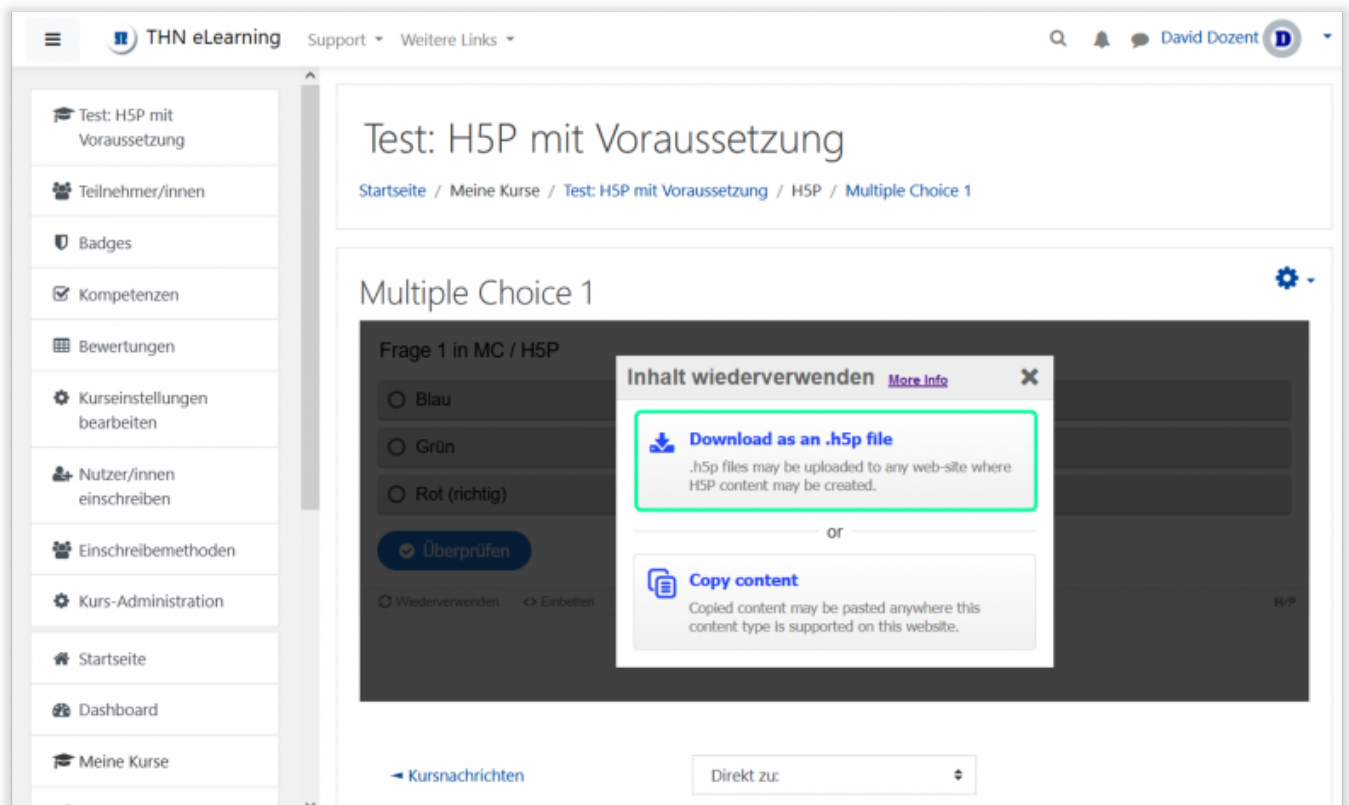 THN eLearning Support Weitere Links David Dozent D
Test: H5P mit
Voraussetzung
Teilnehmer/innen
Badges
Kompetenzen
Bewertungen
Kurseinstellungen
bearbeiten
Nutzer/innen
einschreiben
Einschreibemethoden
Kurs-Administration
Startseite
Dashboard
Meine Kurse
Test: H5P mit Voraussetzung
Startseite / Meine Kurse / Test: H5P mit Voraussetzung / H5P / Multiple Choice 1
Multiple Choice 1
Frage 1 in MC / H5P
Blau
Grün
Rot (richtig)
Überprüfen
Wiederverwenden <> Einbetten
H5P
Inhalt wiederverwenden More Info
Download as an .h5p file
.h5p files may be uploaded to any web-site where
H5P content may be created.
or
Copy content
Copied content may be pasted anywhere this
content type is supported on this website.
◄ Kursnachrichten
Direkt zu: